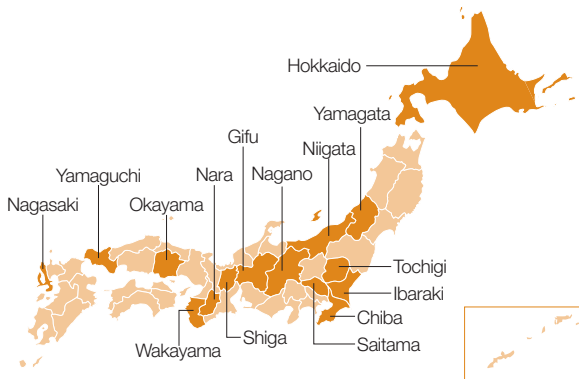 Hokkaido
Yamagata
Gifu
Niigata
Yamaguchi
Nara
Nagano
Nagasaki
Okayama
Tochigi
Ibaraki
Chiba
Shiga
Saitama
Wakayama